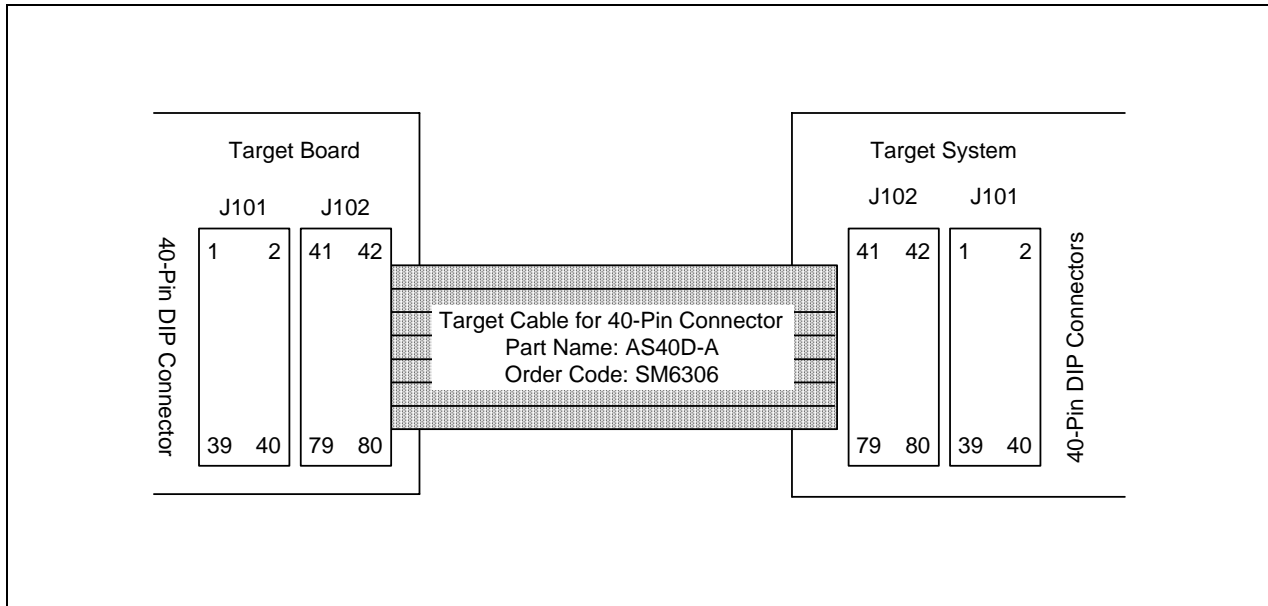 Target Board
J101 J102
40-Pin DIP Connector
1 2 41 42
39 40 79 80
Target Cable for 40-Pin Connector
Part Name: AS40D-A
Order Code: SM6306
Target System
J102 J101
41 42 1 2
79 80 39 40
40-Pin DIP Connectors